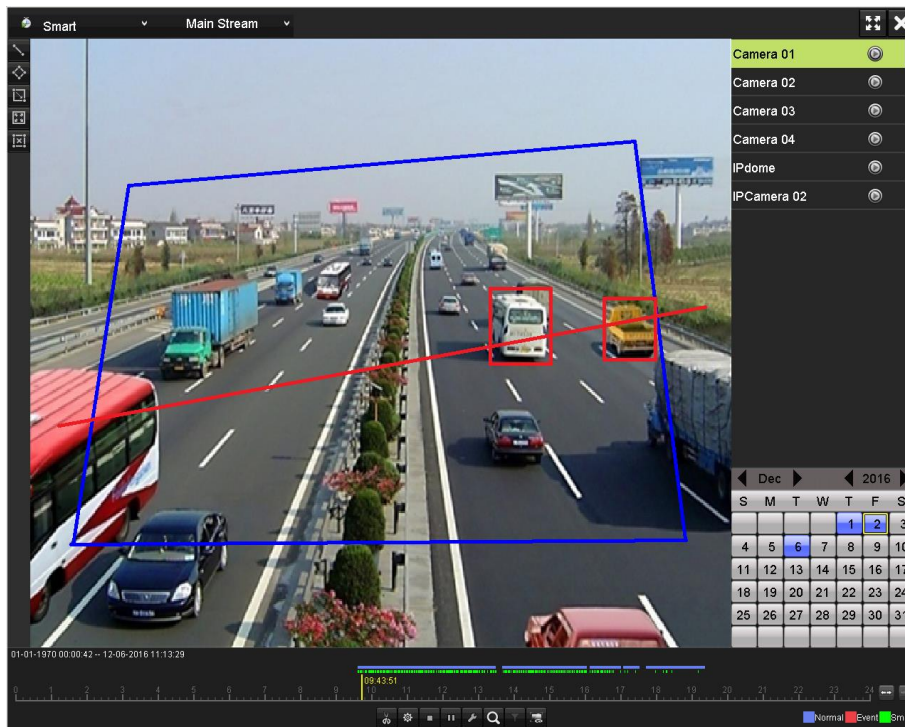 Smart
Main Stream
Camera 01
Camera 02
Camera 03
Camera 04
IPdome
IPCamera 02
Dec 2016
S M T W T F S
1 2 3
4 5 6 7 8 9 10
11 12 13 14 15 16 17
18 19 20 21 22 23 24
25 26 27 28 29 30 31
01-01-1970 00:00:42 -- 12-06-2016 11:13:29
09:43:51
0 1 2 3 4 5 6 7 8 9 10 11 12 13 14 15 16 17 18 19 20 21 22 23 24
Normal Event Sm